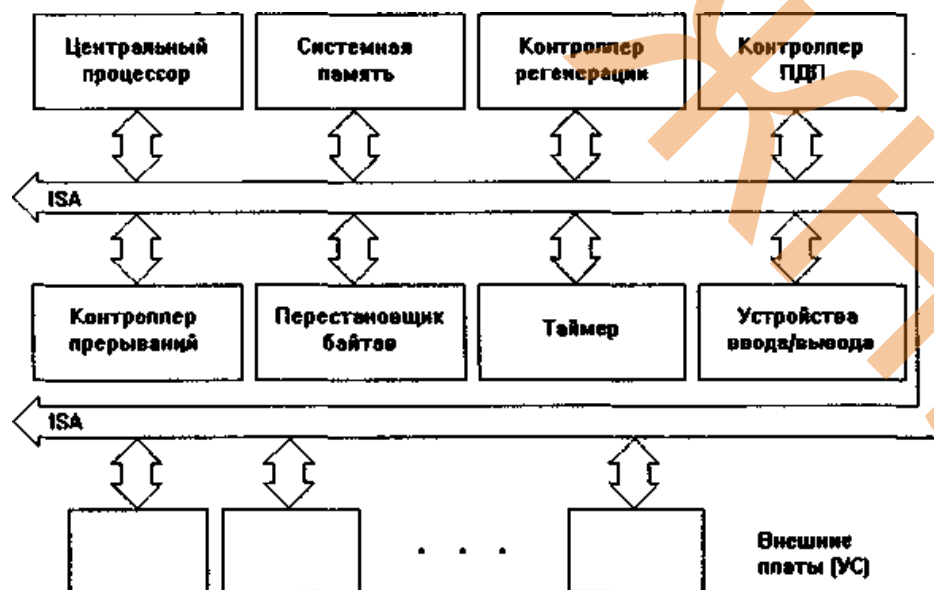 Центральный
процессор
Системная
память
Контроллер
регенерации
Контроллер
ПДП
ISA
Контроллер
прерываний
Перестановщик
байтов
Таймер
Устройства
ввода/вывода
ISA
. . .
Внешние
платы (УС)